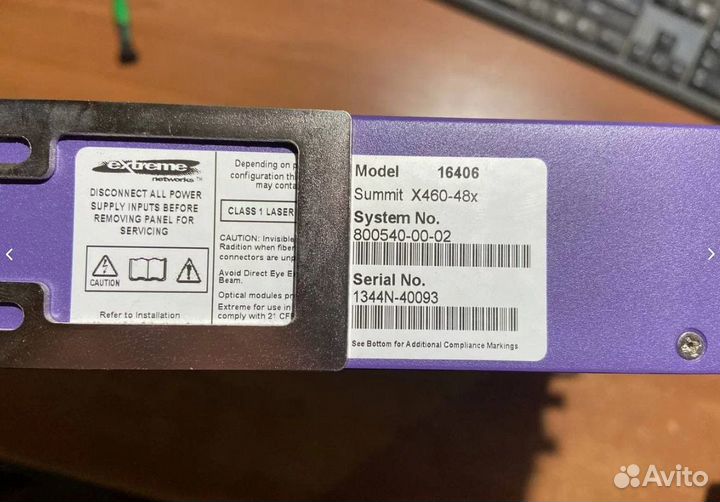 extreme
networks™
DISCONNECT ALL POWER
SUPPLY INPUTS BEFORE
REMOVING PANEL FOR
SERVICING
CAUTION
Refer to Installation
Depending on
configuration th
may conta
CLASS 1 LASER
CAUTION: Invisible
Radition when fiber
connectors are unp
Avoid Direct Eye E
Beam.
Optical modules pr
Extreme for use in
comply with 21 CF
Model 16406
Summit X460-48x
System No.
800540-00-02
Serial No.
1344N-40093
See Bottom for Additional Compliance Markings
Avito